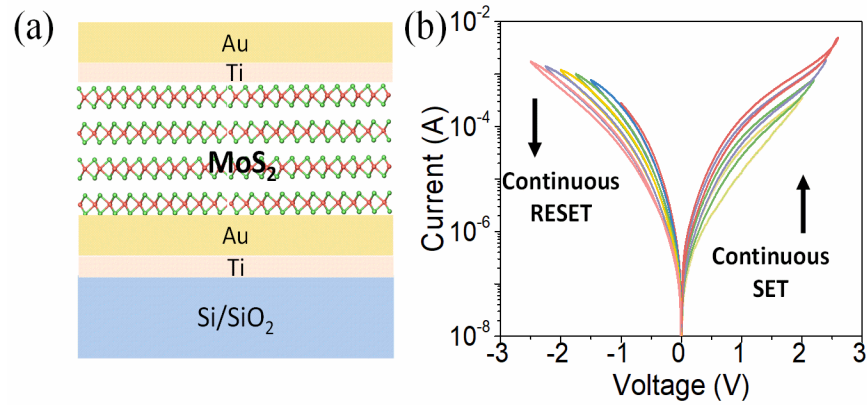 (a)
Au
Ti
MoS₂
Au
Ti
Si/SiO₂
(b)
Current (A)
10⁻²
10⁻⁴
10⁻⁶
10⁻⁸
Continuous
RESET
Continuous
SET
-3 -2 -1 0 1 2 3
Voltage (V)